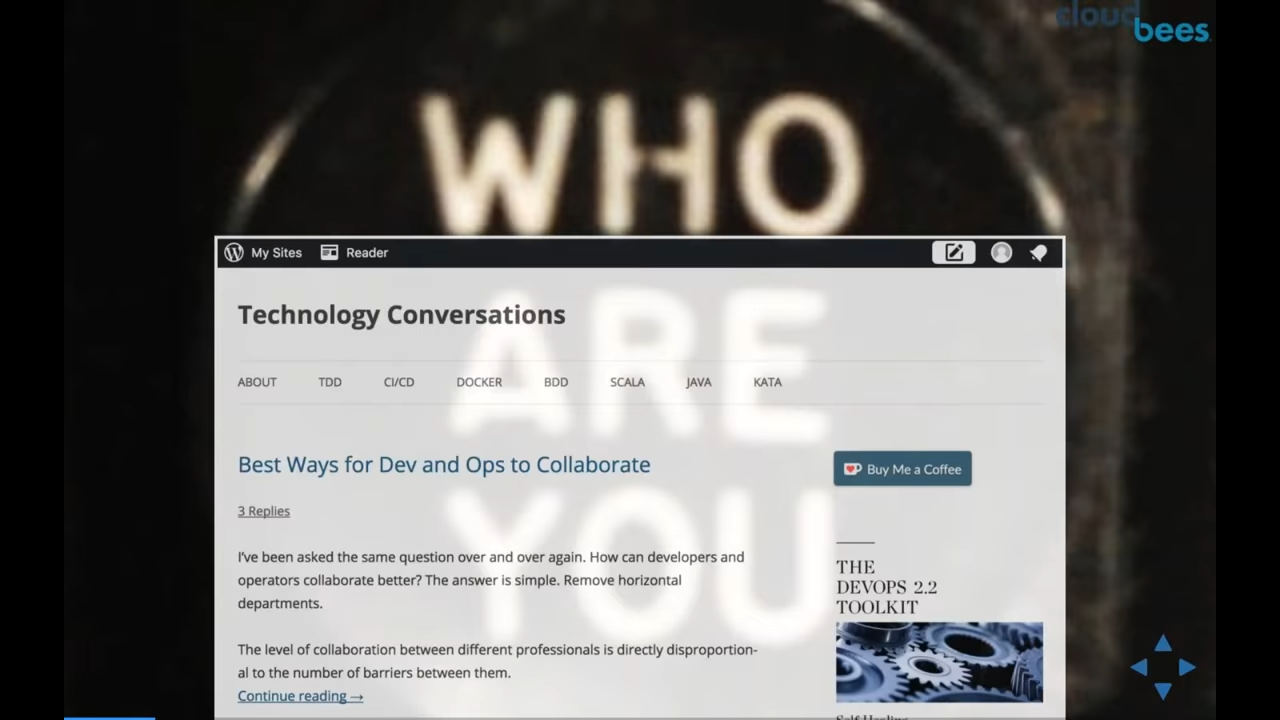 cloud
bees.
WHO
My Sites Reader
Technology Conversations
ARE
ABOUT TDD CI/CD DOCKER BDD SCALA JAVA KATA
Best Ways for Dev and Ops to Collaborate
Buy Me a Coffee
3 Replies
YOU
I've been asked the same question over and over again. How can developers and
operators collaborate better? The answer is simple. Remove horizontal
departments.
The level of collaboration between different professionals is directly disproportion-
al to the number of barriers between them.
Continue reading →
THE
DEVOPS 2.2
TOOLKIT
Self-Healing